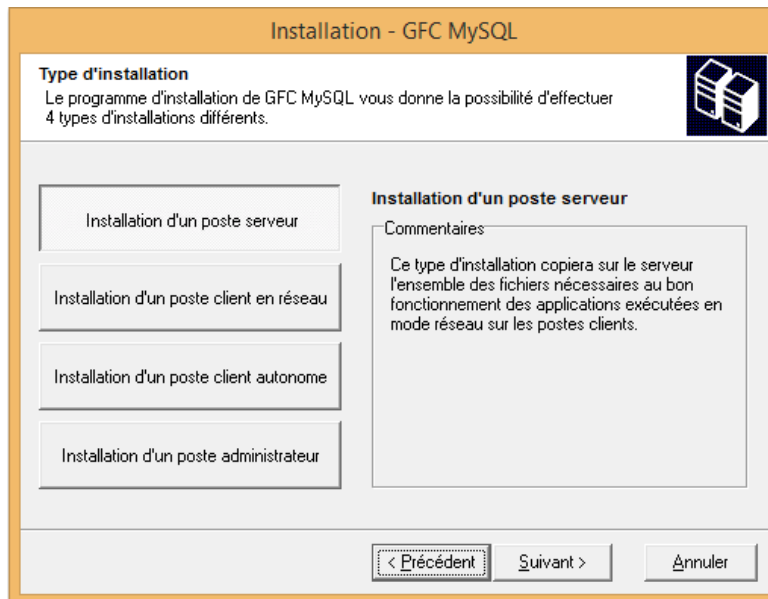 Installation - GFC MySQL
Type d'installation
Le programme d'installation de GFC MySQL vous donne la possibilité d'effectuer
4 types d'installations différents.
Installation d'un poste serveur
Installation d'un poste client en réseau
Installation d'un poste client autonome
Installation d'un poste administrateur
Installation d'un poste serveur
Commentaires
Ce type d'installation copiera sur le serveur
l'ensemble des fichiers nécessaires au bon
fonctionnement des applications exécutées en
mode réseau sur les postes clients.
< Précédent
Suivant >
Annuler